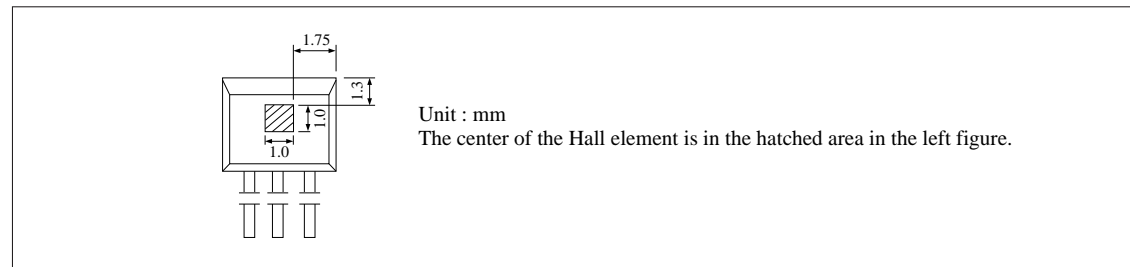 1.75
1.3
1.0
1.0
Unit : mm
The center of the Hall element is in the hatched area in the left figure.